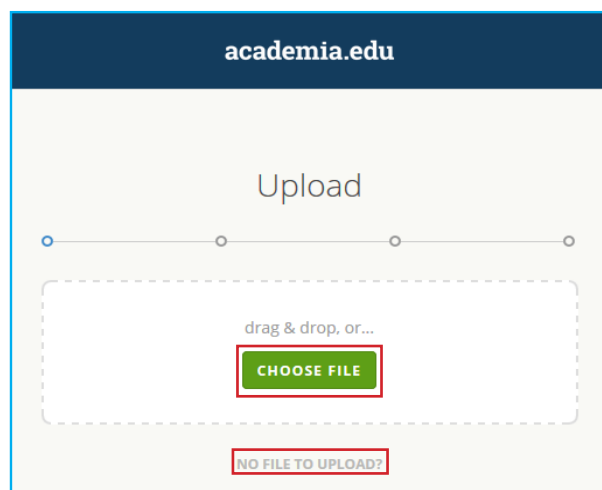 academia.edu
Upload
drag & drop, or...
CHOOSE FILE
NO FILE TO UPLOAD?